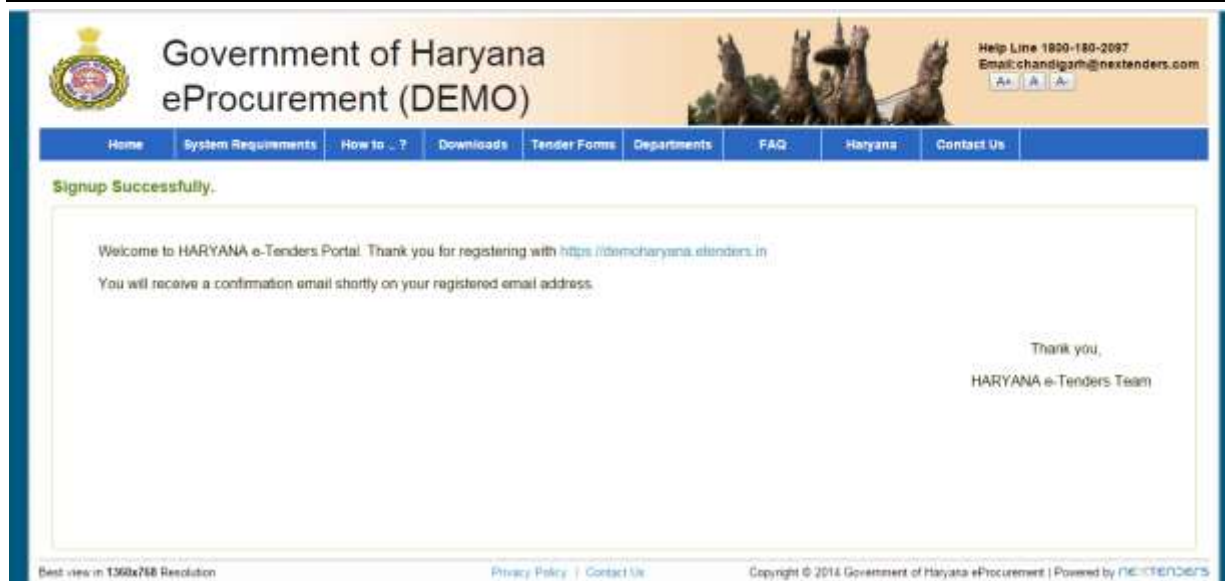 Government of Haryana
eProcurement (DEMO)
Help Line 1800-180-2097
Email:chandigarh@nextenders.com
A+ A A-
Home System Requirements How to .. ? Downloads Tender Forms Departments FAQ Haryana Contact Us
Signup Successfully.
Welcome to HARYANA e-Tenders Portal. Thank you for registering with https://demoharyana.etenders.in
You will receive a confirmation email shortly on your registered email address.
Thank you,
HARYANA e-Tenders Team
Best view in 1360x768 Resolution Privacy Policy | Contact Us Copyright © 2014 Government of Haryana eProcurement | Powered by nexTenders